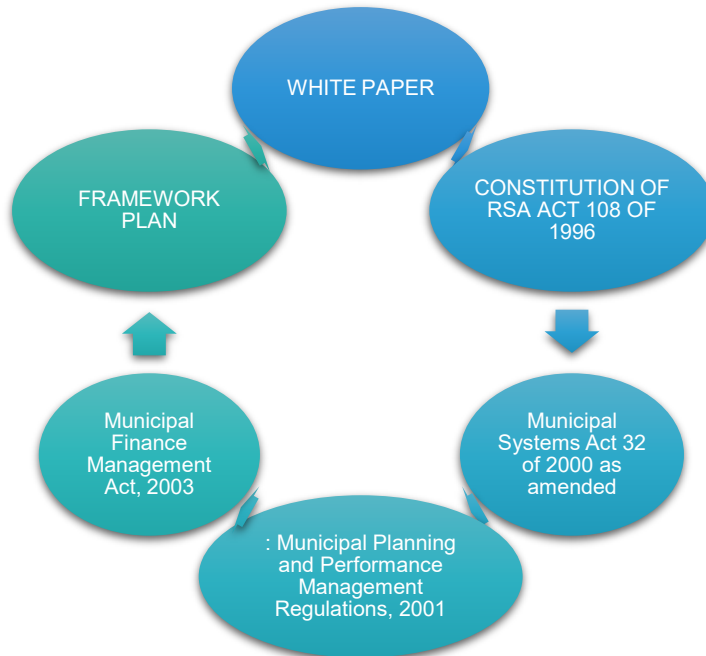 WHITE PAPER
CONSTITUTION OF
RSA ACT 108 OF
1996
Municipal
Systems Act 32
of 2000 as
amended
: Municipal Planning
and Performance
Management
Regulations, 2001
Municipal
Finance
Management
Act, 2003
FRAMEWORK
PLAN